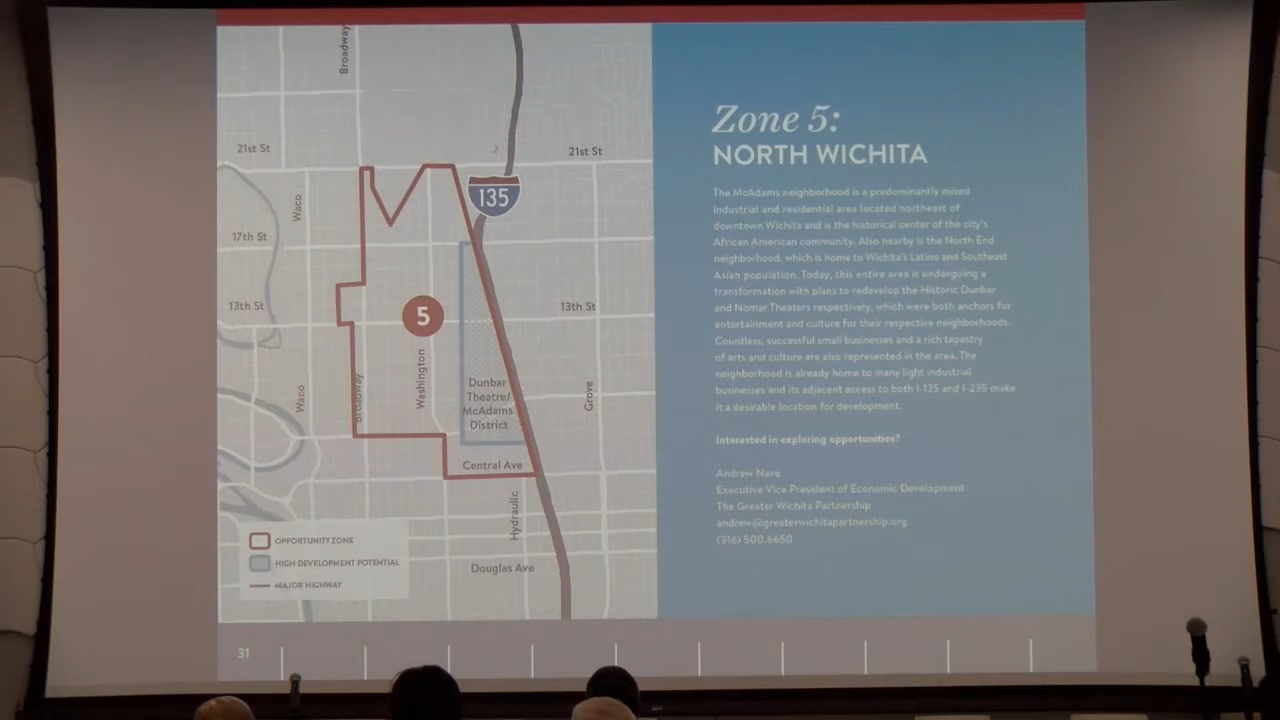 Broadway
21st St
21st St
135
Waco
17th St
13th St
13th St
5
Washington
Broadway
Waco
Grove
Dunbar
Theatre/
McAdams
District
Central Ave
Hydraulic
Douglas Ave
OPPORTUNITY ZONE
HIGH DEVELOPMENT POTENTIAL
MAJOR HIGHWAY
31
Zone 5:
NORTH WICHITA
The McAdams neighborhood is a predominantly mixed
industrial and residential area located northeast of
downtown Wichita and is the historical center of the city's
African American community. Also nearby is the North End
neighborhood, which is home to Wichita's Latino and Southeast
Asian population. Today, this entire area is undergoing a
transformation with plans to redevelop the Historic Dunbar
and Nomar Theaters respectively, which were both anchors for
entertainment and culture for their respective neighborhoods.
Countless, successful small businesses and a rich tapestry
of arts and culture are also represented in the area. The
neighborhood is already home to many light industrial
businesses and its adjacent access to both I-135 and I-235 make
it a desirable location for development.
Interested in exploring opportunities?
Andrew Nave
Executive Vice President of Economic Development
The Greater Wichita Partnership
andrew@greaterwichitapartnership.org
(316) 500.6650